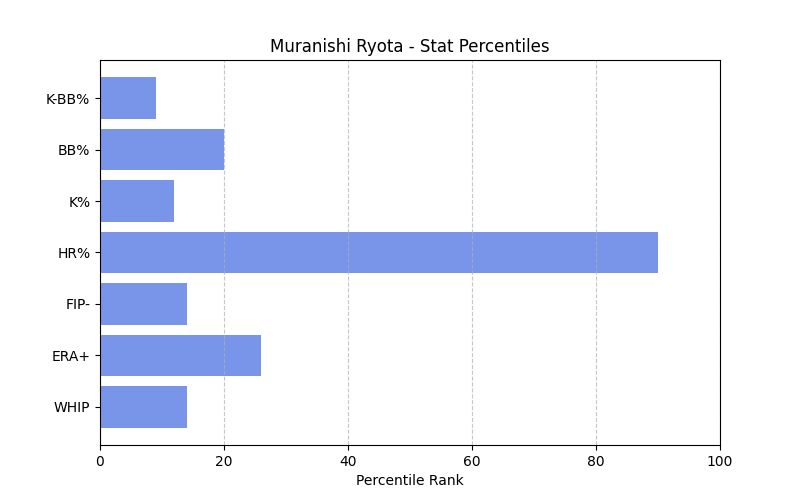 Muranishi Ryota - Stat Percentiles
K-BB%
BB%
K%
HR%
FIP-
ERA+
WHIP
0 20 40 60 80 100
Percentile Rank